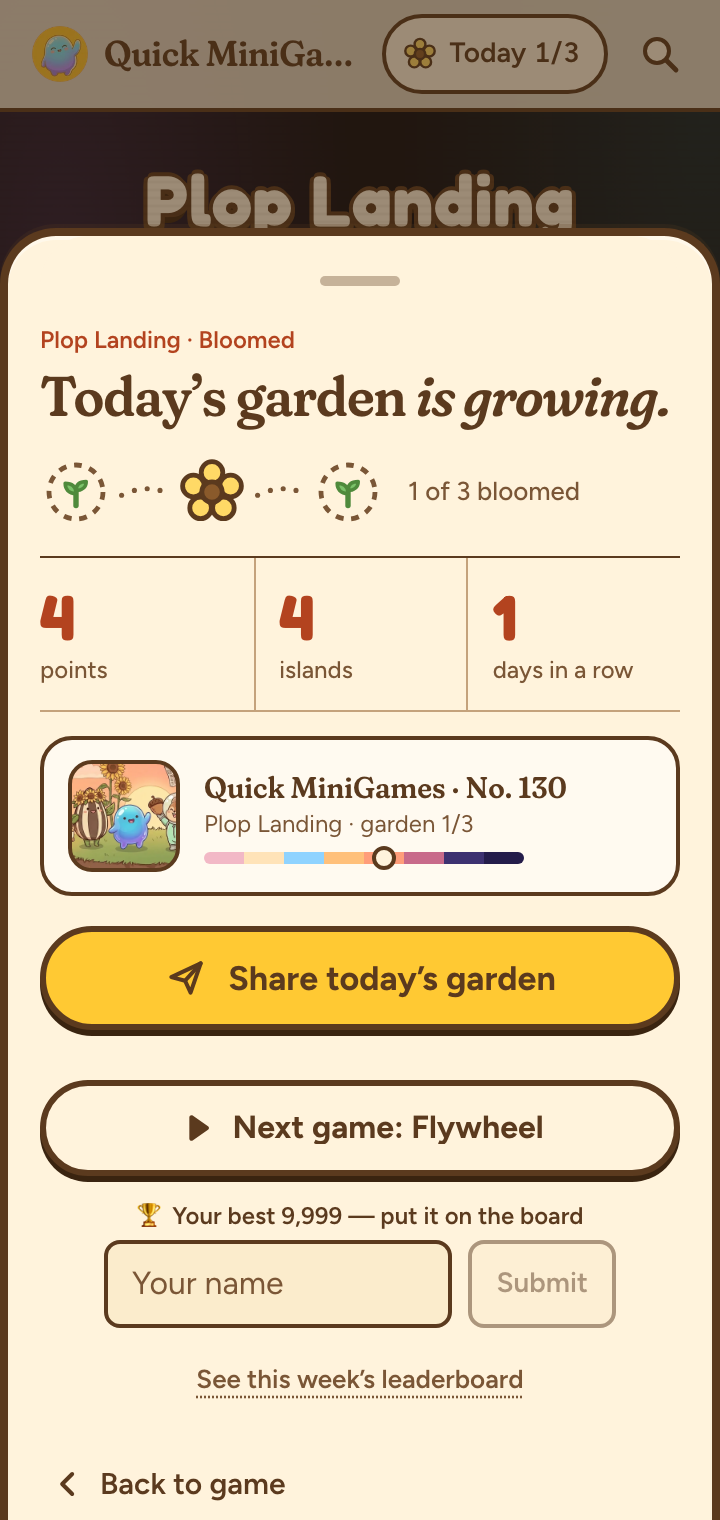 Quick MiniGa...
Today 1/3
Plop Landing
Plop Landing · Bloomed
Today’s garden is growing.
1 of 3 bloomed
4
points
4
islands
1
days in a row
Quick MiniGames · No. 130
Plop Landing · garden 1/3
Share today’s garden
Next game: Flywheel
🏆 Your best 9,999 — put it on the board
Your name
Submit
See this week’s leaderboard
Back to game